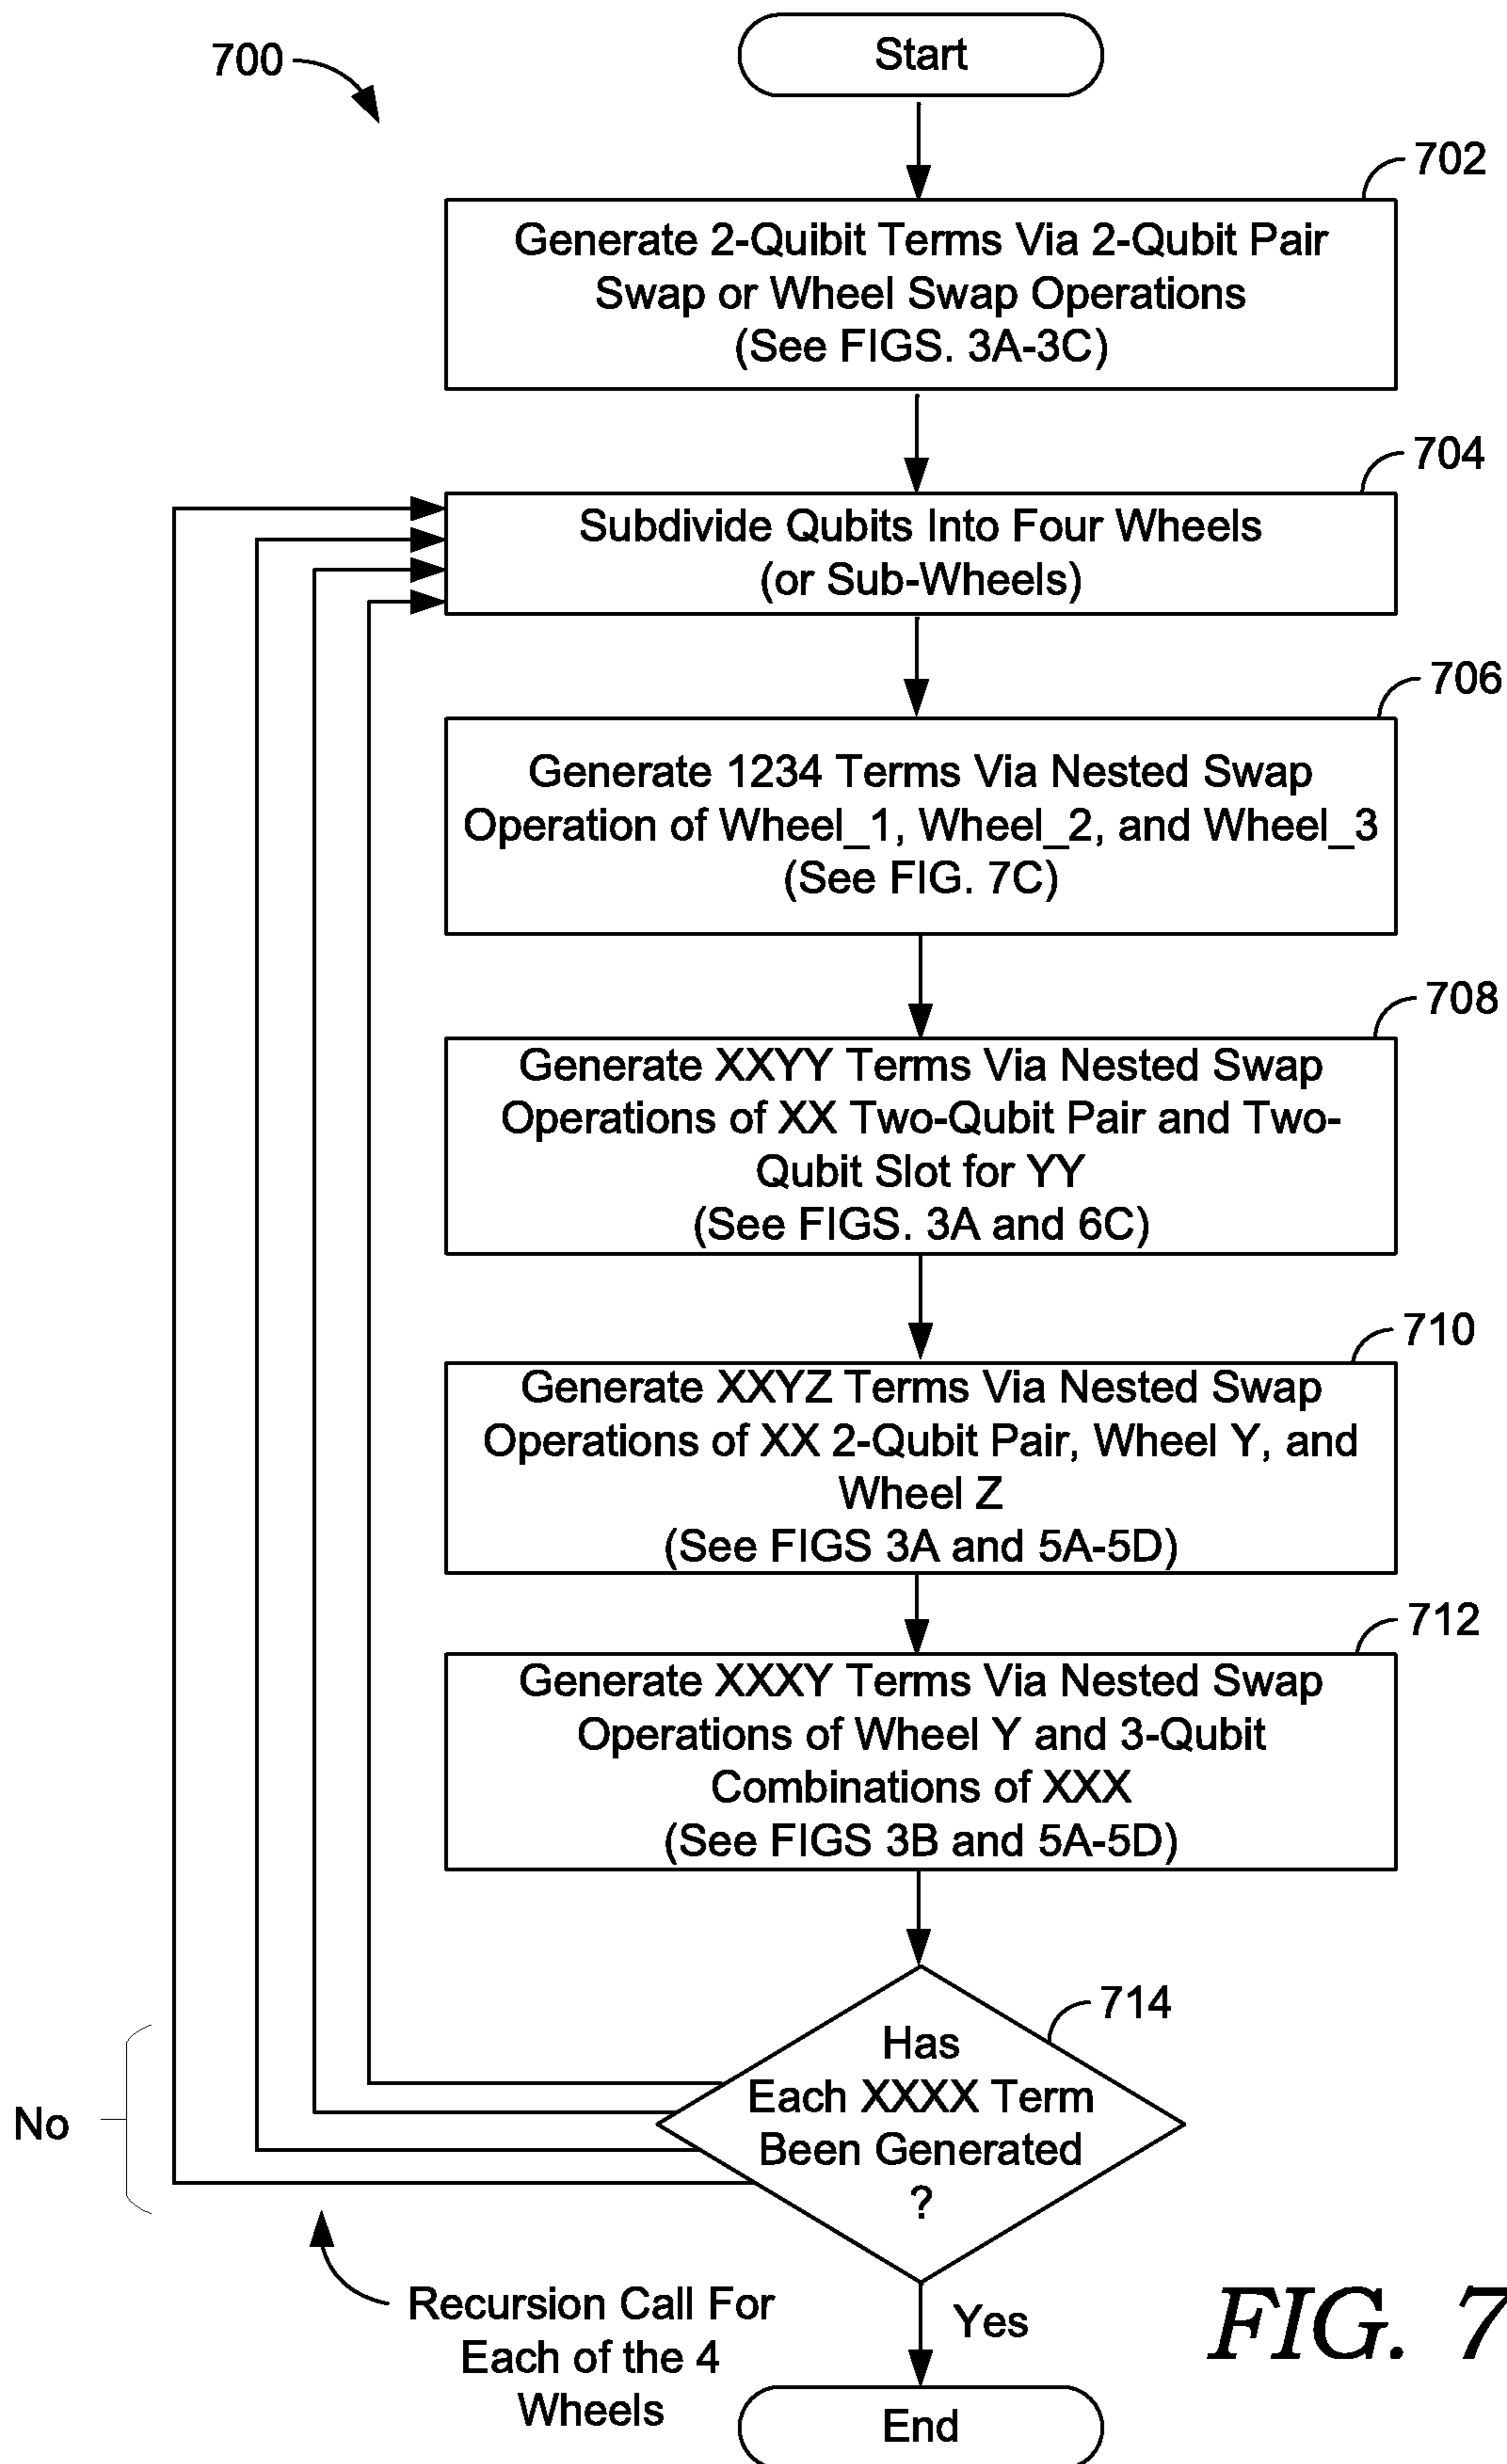 700
Start
702
Generate 2-Quibit Terms Via 2-Qubit Pair
Swap or Wheel Swap Operations
(See FIGS. 3A-3C)
704
Subdivide Qubits Into Four Wheels
(or Sub-Wheels)
706
Generate 1234 Terms Via Nested Swap
Operation of Wheel_1, Wheel_2, and Wheel_3
(See FIG. 7C)
708
Generate XXYY Terms Via Nested Swap
Operations of XX Two-Qubit Pair and Two-
Qubit Slot for YY
(See FIGS. 3A and 6C)
710
Generate XXYZ Terms Via Nested Swap
Operations of XX 2-Qubit Pair, Wheel Y, and
Wheel Z
(See FIGS 3A and 5A-5D)
712
Generate XXXY Terms Via Nested Swap
Operations of Wheel Y and 3-Qubit
Combinations of XXX
(See FIGS 3B and 5A-5D)
714
Has
Each XXXX Term
Been Generated
?
No
Recursion Call For
Each of the 4
Wheels
Yes
End
FIG. 7